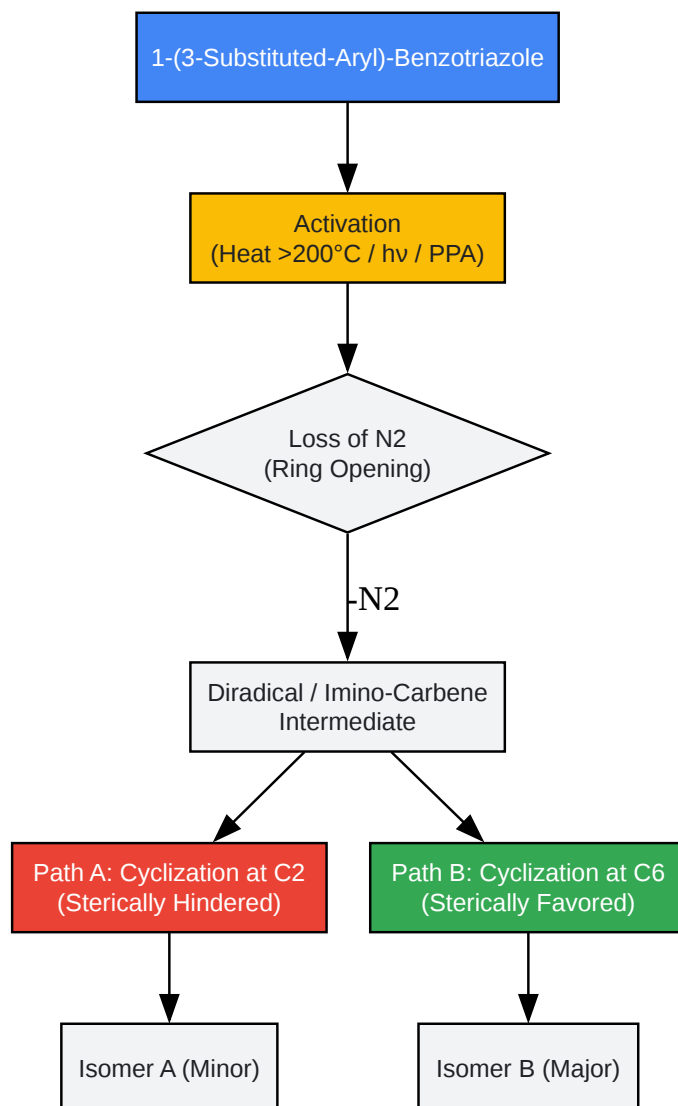 1-(3-Substituted-Aryl)-Benzotriazole
Activation
(Heat >200°C / hν / PPA)
Loss of N2
(Ring Opening)
-N2
Diradical / Imino-Carbene
Intermediate
Path A: Cyclization at C2
(Sterically Hindered)
Path B: Cyclization at C6
(Sterically Favored)
Isomer A (Minor)
Isomer B (Major)